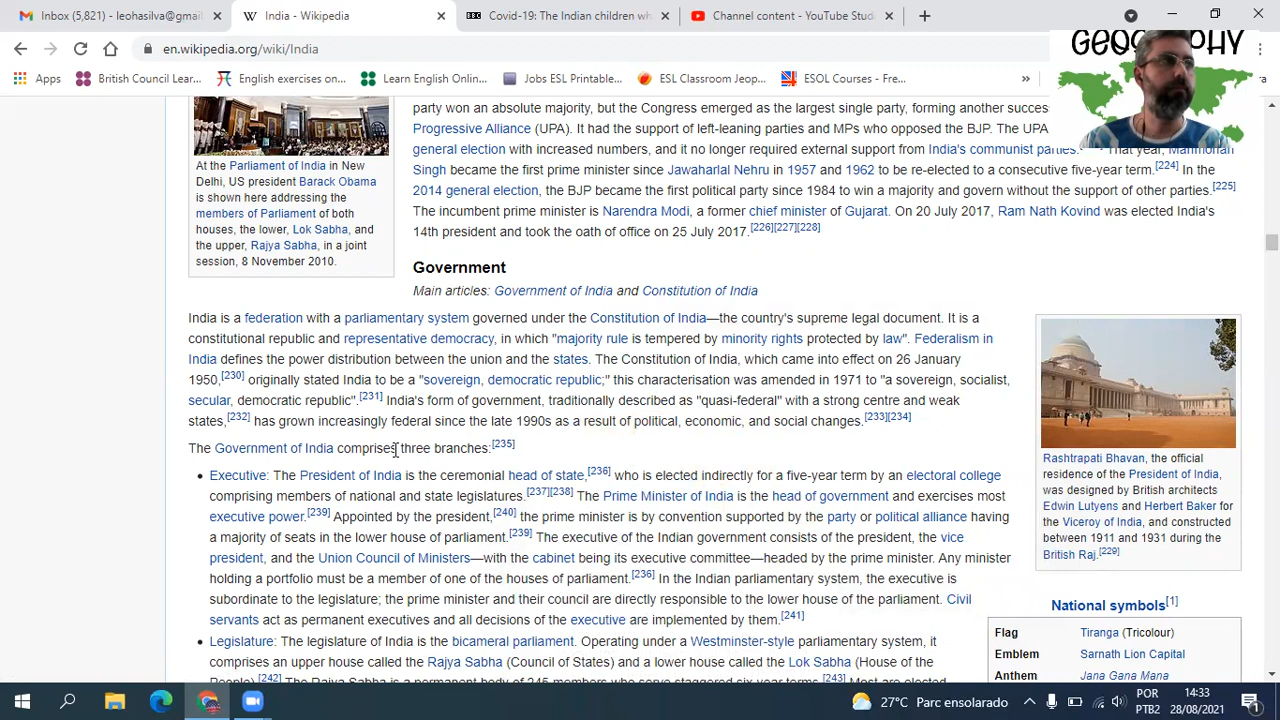 Inbox (5,821) - leohasilva@gmail.
India - Wikipedia
Covid-19: The Indian children wh
Channel content - YouTube Stud
en.wikipedia.org/wiki/India
GEOGRAPHY
Apps
British Council Lear...
English exercises on...
Learn English Online...
Jobs ESL Printable...
ESL Classroom Jeop...
ESOL Courses - Free...
»
party won an absolute majority, but the Congress emerged as the largest single party, forming another succes
Progressive Alliance (UPA). It had the support of left-leaning parties and MPs who opposed the BJP. The UPA
general election with increased numbers, and it no longer required external support from India's communist parties. That year, Manmohan
Singh became the first prime minister since Jawaharlal Nehru in 1957 and 1962 to be re-elected to a consecutive five-year term.[224] In the
2014 general election, the BJP became the first political party since 1984 to win a majority and govern without the support of other parties.[225]
The incumbent prime minister is Narendra Modi, a former chief minister of Gujarat. On 20 July 2017, Ram Nath Kovind was elected India's
14th president and took the oath of office on 25 July 2017.[226][227][228]
At the Parliament of India in New
Delhi, US president Barack Obama
is shown here addressing the
members of Parliament of both
houses, the lower, Lok Sabha, and
the upper, Rajya Sabha, in a joint
session, 8 November 2010.
Government
Main articles: Government of India and Constitution of India
India is a federation with a parliamentary system governed under the Constitution of India—the country's supreme legal document. It is a
constitutional republic and representative democracy, in which "majority rule is tempered by minority rights protected by law". Federalism in
India defines the power distribution between the union and the states. The Constitution of India, which came into effect on 26 January
1950,[230] originally stated India to be a "sovereign, democratic republic;" this characterisation was amended in 1971 to "a sovereign, socialist,
secular, democratic republic".[231] India's form of government, traditionally described as "quasi-federal" with a strong centre and weak
states,[232] has grown increasingly federal since the late 1990s as a result of political, economic, and social changes.[233][234]
The Government of India comprises three branches:[235]
• Executive: The President of India is the ceremonial head of state,[236] who is elected indirectly for a five-year term by an electoral college
comprising members of national and state legislatures.[237][238] The Prime Minister of India is the head of government and exercises most
executive power.[239] Appointed by the president,[240] the prime minister is by convention supported by the party or political alliance having
a majority of seats in the lower house of parliament.[239] The executive of the Indian government consists of the president, the vice
president, and the Union Council of Ministers—with the cabinet being its executive committee—headed by the prime minister. Any minister
holding a portfolio must be a member of one of the houses of parliament.[236] In the Indian parliamentary system, the executive is
subordinate to the legislature; the prime minister and their council are directly responsible to the lower house of the parliament. Civil
servants act as permanent executives and all decisions of the executive are implemented by them.[241]
• Legislature: The legislature of India is the bicameral parliament. Operating under a Westminster-style parliamentary system, it
comprises an upper house called the Rajya Sabha (Council of States) and a lower house called the Lok Sabha (House of the
People).[242] The Rajya Sabha is a permanent body of 245 members who serve staggered six-year terms.[243] Most are elected
Rashtrapati Bhavan, the official
residence of the President of India,
was designed by British architects
Edwin Lutyens and Herbert Baker for
the Viceroy of India, and constructed
between 1911 and 1931 during the
British Raj.[229]
National symbols[1]
Flag Tiranga (Tricolour)
Emblem Sarnath Lion Capital
Anthem Jana Gana Mana
27°C Parc ensolarado
POR
PTB2
14:33
28/08/2021